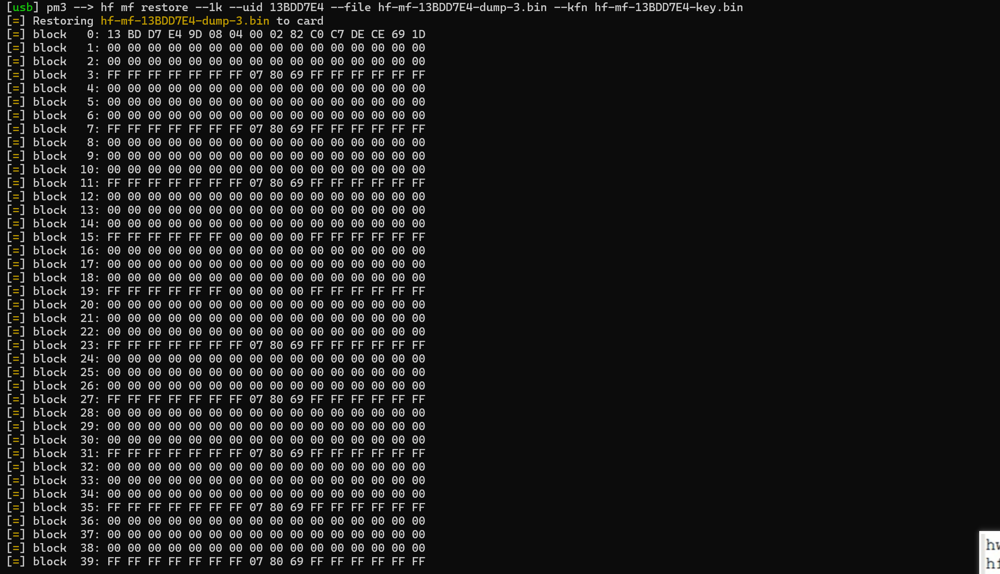 [usb] pm3 --> hf mf restore --1k --uid 13BDD7E4 --file hf-mf-13BDD7E4-dump-3.bin --kfn hf-mf-13BDD7E4-key.bin
[=] Restoring hf-mf-13BDD7E4-dump-3.bin to card
[=] block   0: 13 BD D7 E4 9D 08 04 00 02 82 C0 C7 DE CE 69 1D
[=] block   1: 00 00 00 00 00 00 00 00 00 00 00 00 00 00 00 00
[=] block   2: 00 00 00 00 00 00 00 00 00 00 00 00 00 00 00 00
[=] block   3: FF FF FF FF FF FF FF 07 80 69 FF FF FF FF FF FF
[=] block   4: 00 00 00 00 00 00 00 00 00 00 00 00 00 00 00 00
[=] block   5: 00 00 00 00 00 00 00 00 00 00 00 00 00 00 00 00
[=] block   6: 00 00 00 00 00 00 00 00 00 00 00 00 00 00 00 00
[=] block   7: FF FF FF FF FF FF FF 07 80 69 FF FF FF FF FF FF
[=] block   8: 00 00 00 00 00 00 00 00 00 00 00 00 00 00 00 00
[=] block   9: 00 00 00 00 00 00 00 00 00 00 00 00 00 00 00 00
[=] block  10: 00 00 00 00 00 00 00 00 00 00 00 00 00 00 00 00
[=] block  11: FF FF FF FF FF FF FF 07 80 69 FF FF FF FF FF FF
[=] block  12: 00 00 00 00 00 00 00 00 00 00 00 00 00 00 00 00
[=] block  13: 00 00 00 00 00 00 00 00 00 00 00 00 00 00 00 00
[=] block  14: 00 00 00 00 00 00 00 00 00 00 00 00 00 00 00 00
[=] block  15: FF FF FF FF FF FF 00 00 00 00 FF FF FF FF FF FF
[=] block  16: 00 00 00 00 00 00 00 00 00 00 00 00 00 00 00 00
[=] block  17: 00 00 00 00 00 00 00 00 00 00 00 00 00 00 00 00
[=] block  18: 00 00 00 00 00 00 00 00 00 00 00 00 00 00 00 00
[=] block  19: FF FF FF FF FF FF 00 00 00 00 FF FF FF FF FF FF
[=] block  20: 00 00 00 00 00 00 00 00 00 00 00 00 00 00 00 00
[=] block  21: 00 00 00 00 00 00 00 00 00 00 00 00 00 00 00 00
[=] block  22: 00 00 00 00 00 00 00 00 00 00 00 00 00 00 00 00
[=] block  23: FF FF FF FF FF FF FF 07 80 69 FF FF FF FF FF FF
[=] block  24: 00 00 00 00 00 00 00 00 00 00 00 00 00 00 00 00
[=] block  25: 00 00 00 00 00 00 00 00 00 00 00 00 00 00 00 00
[=] block  26: 00 00 00 00 00 00 00 00 00 00 00 00 00 00 00 00
[=] block  27: FF FF FF FF FF FF FF 07 80 69 FF FF FF FF FF FF
[=] block  28: 00 00 00 00 00 00 00 00 00 00 00 00 00 00 00 00
[=] block  29: 00 00 00 00 00 00 00 00 00 00 00 00 00 00 00 00
[=] block  30: 00 00 00 00 00 00 00 00 00 00 00 00 00 00 00 00
[=] block  31: FF FF FF FF FF FF FF 07 80 69 FF FF FF FF FF FF
[=] block  32: 00 00 00 00 00 00 00 00 00 00 00 00 00 00 00 00
[=] block  33: 00 00 00 00 00 00 00 00 00 00 00 00 00 00 00 00
[=] block  34: 00 00 00 00 00 00 00 00 00 00 00 00 00 00 00 00
[=] block  35: FF FF FF FF FF FF FF 07 80 69 FF FF FF FF FF FF
[=] block  36: 00 00 00 00 00 00 00 00 00 00 00 00 00 00 00 00
[=] block  37: 00 00 00 00 00 00 00 00 00 00 00 00 00 00 00 00
[=] block  38: 00 00 00 00 00 00 00 00 00 00 00 00 00 00 00 00
[=] block  39: FF FF FF FF FF FF FF 07 80 69 FF FF FF FF FF FF